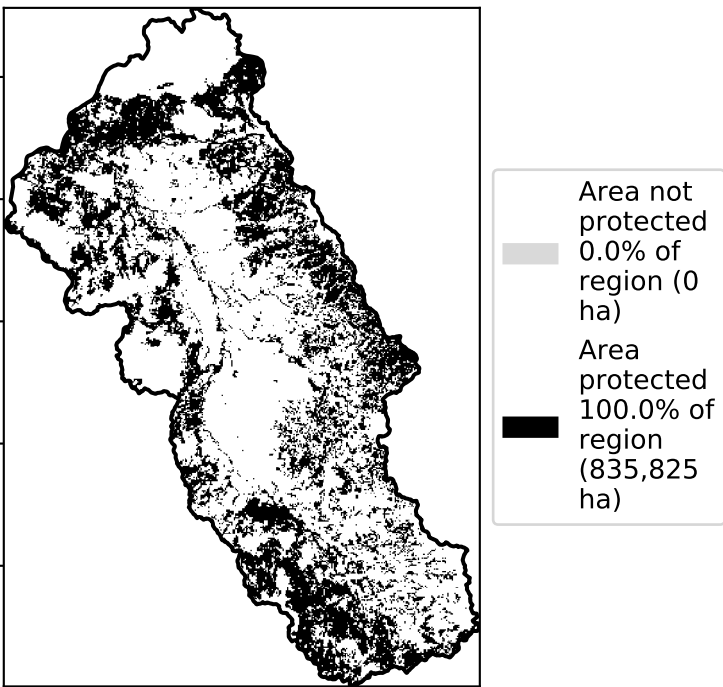 Area not
protected
0.0% of
region (0
ha)
Area
protected
100.0% of
region
(835,825
ha)